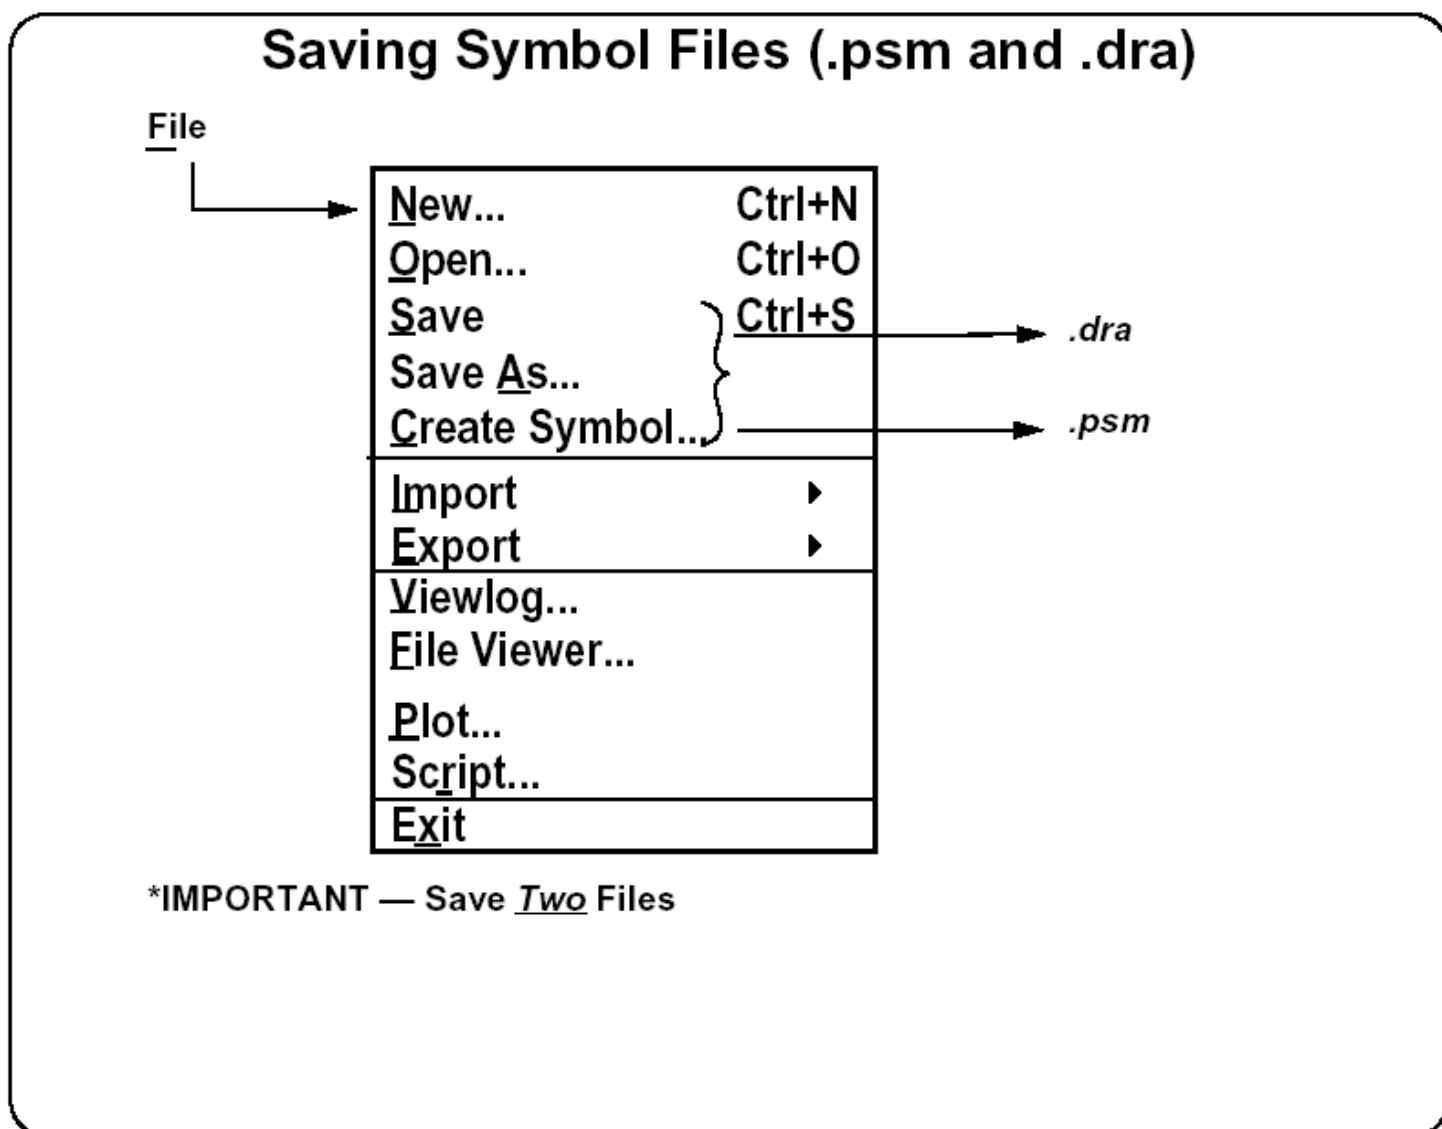 Saving Symbol Files (.psm and .dra)
File
New... Ctrl+N
Open... Ctrl+O
Save Ctrl+S
.dra
Save As...
Create Symbol...
.psm
Import
Export
Viewlog...
File Viewer...
Plot...
Script...
Exit
*IMPORTANT — Save Two Files